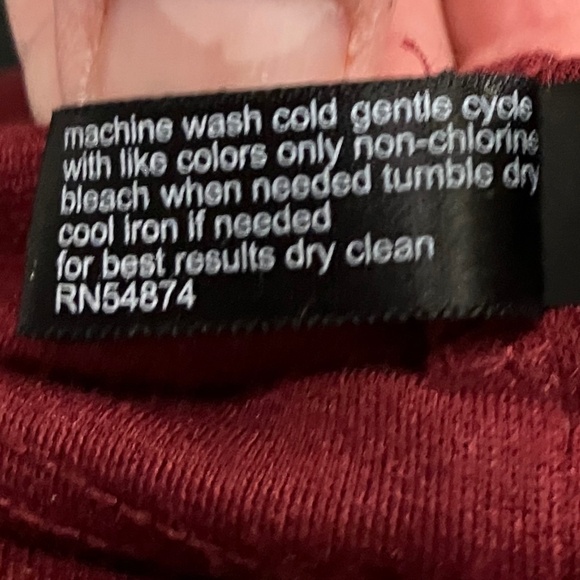 machine wash cold gentle cycle
with like colors only non-chlorine
bleach when needed tumble dry
cool iron if needed
for best results dry clean
RN54874